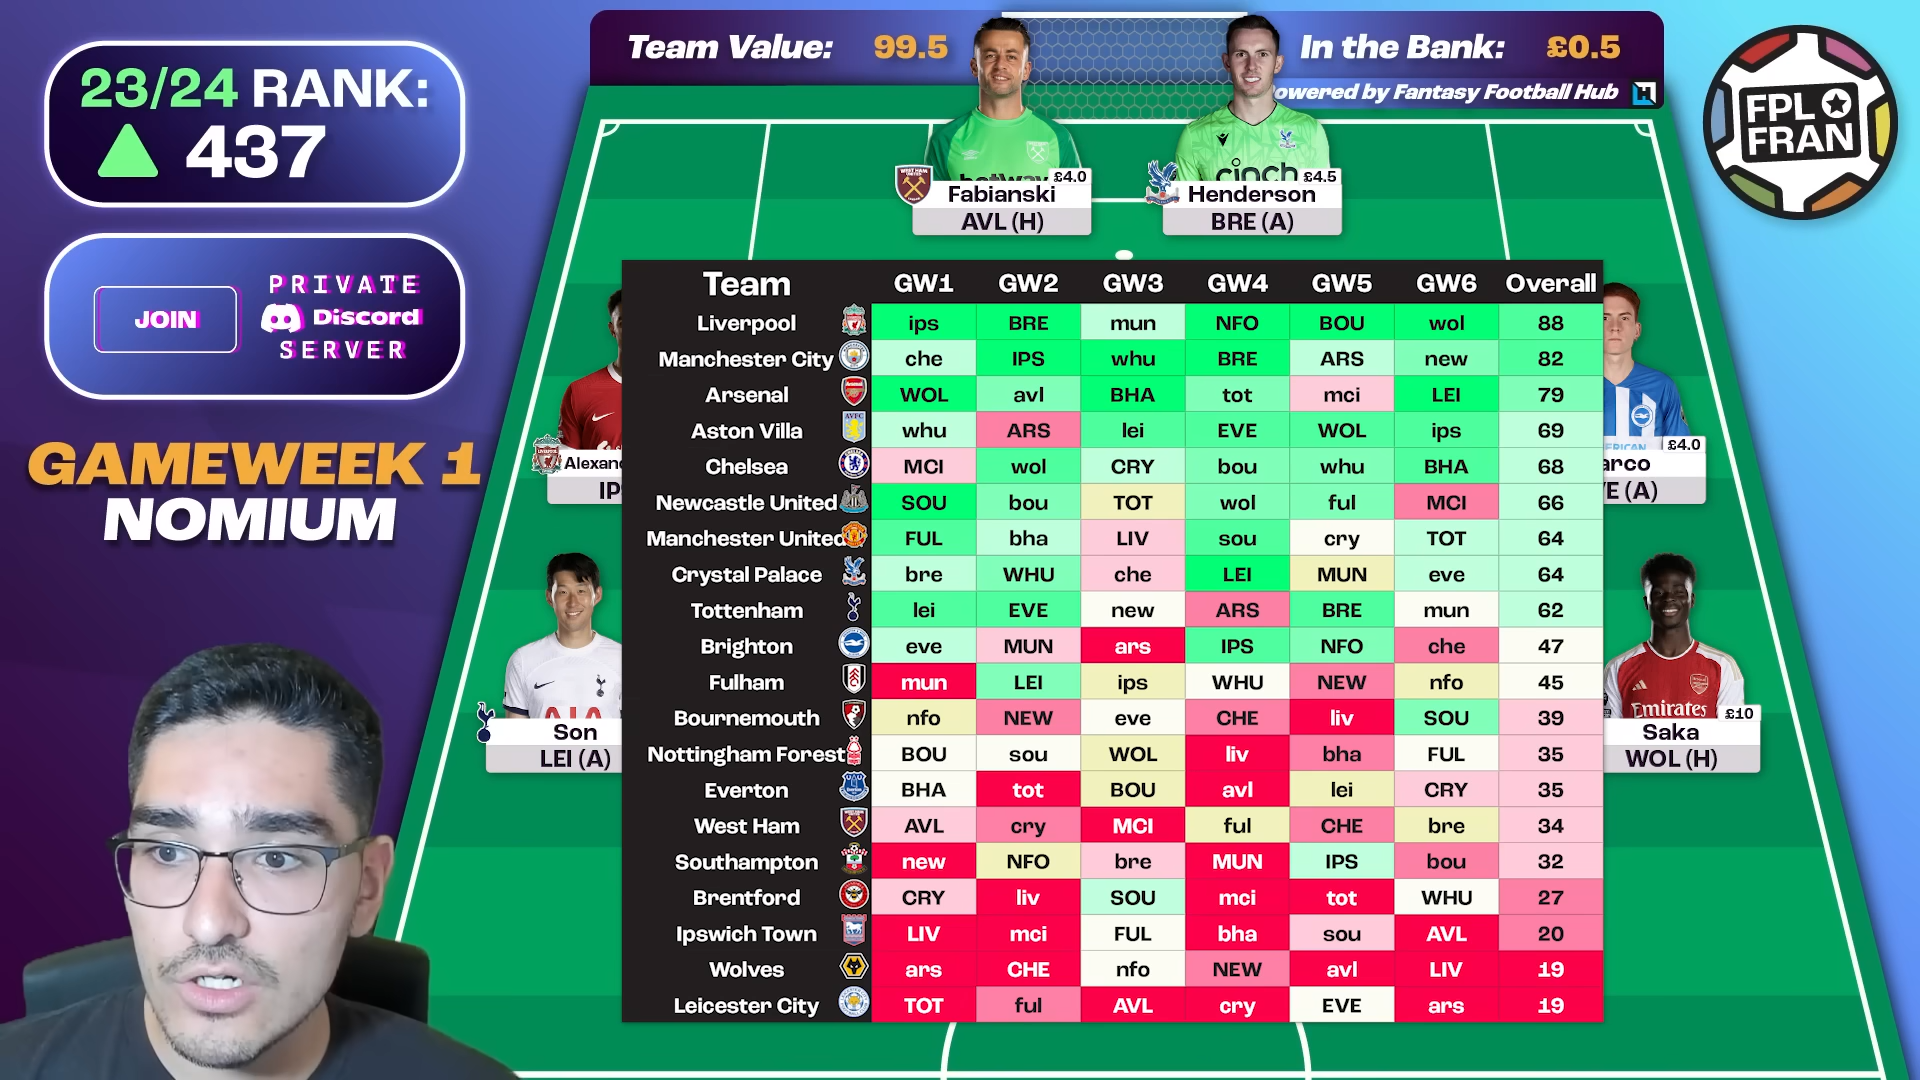 23/24 RANK:
437
JOIN
PRIVATE
Discord
SERVER
GAMEWEEK 1
NOMIUM
Team Value: 99.5
In the Bank: £0.5
owered by Fantasy Football Hub
FPL
FRAN
£4.0
Fabianski
AVL (H)
cinch
£4.5
Henderson
BRE (A)
Team GW1 GW2 GW3 GW4 GW5 GW6 Overall
Liverpool ips BRE mun NFO BOU wol 88
Manchester City che IPS whu BRE ARS new 82
Arsenal WOL avl BHA tot mci LEI 79
Aston Villa whu ARS lei EVE WOL ips 69
Chelsea MCI wol CRY bou whu BHA 68
Newcastle United SOU bou TOT wol ful MCI 66
Manchester United FUL bha LIV sou cry TOT 64
Crystal Palace bre WHU che LEI MUN eve 64
Tottenham lei EVE new ARS BRE mun 62
Brighton eve MUN ars IPS NFO che 47
Fulham mun LEI ips WHU NEW nfo 45
Bournemouth nfo NEW eve CHE liv SOU 39
Nottingham Forest BOU sou WOL liv bha FUL 35
Everton BHA tot BOU avl lei CRY 35
West Ham AVL cry MCI ful CHE bre 34
Southampton new NFO bre MUN IPS bou 32
Brentford CRY liv SOU mci tot WHU 27
Ipswich Town LIV mci FUL bha sou AVL 20
Wolves ars CHE nfo NEW avl LIV 19
Leicester City TOT ful AVL cry EVE ars 19
Alexan
IP
£4.0
arco
VE (A)
Son
LEI (A)
Emirates
£10
Saka
WOL (H)